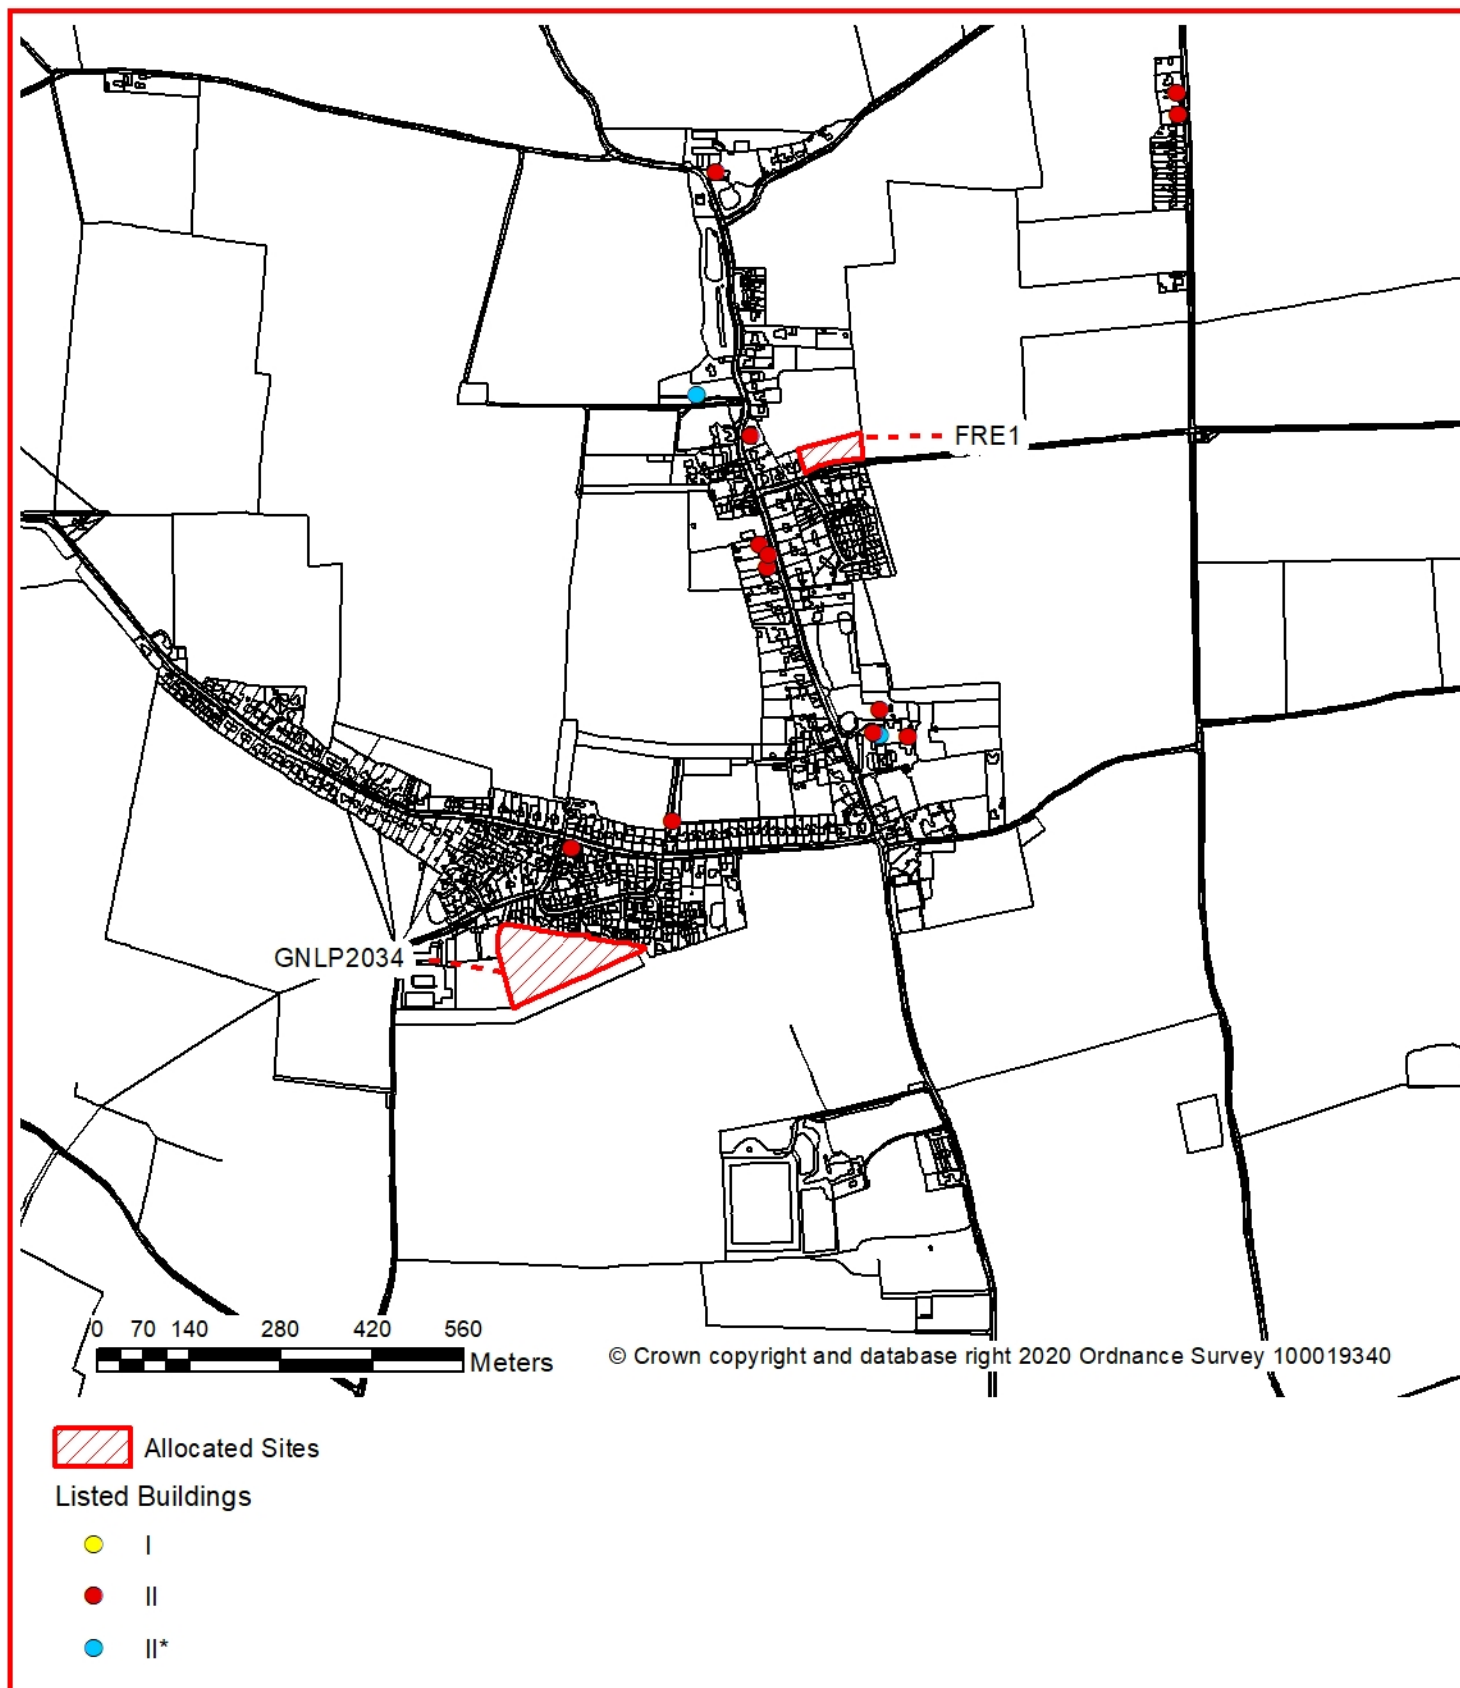 FRE1
GNLP2034
0 70 140 280 420 560
Meters
© Crown copyright and database right 2020 Ordnance Survey 100019340
Allocated Sites
Listed Buildings
I
II
II*